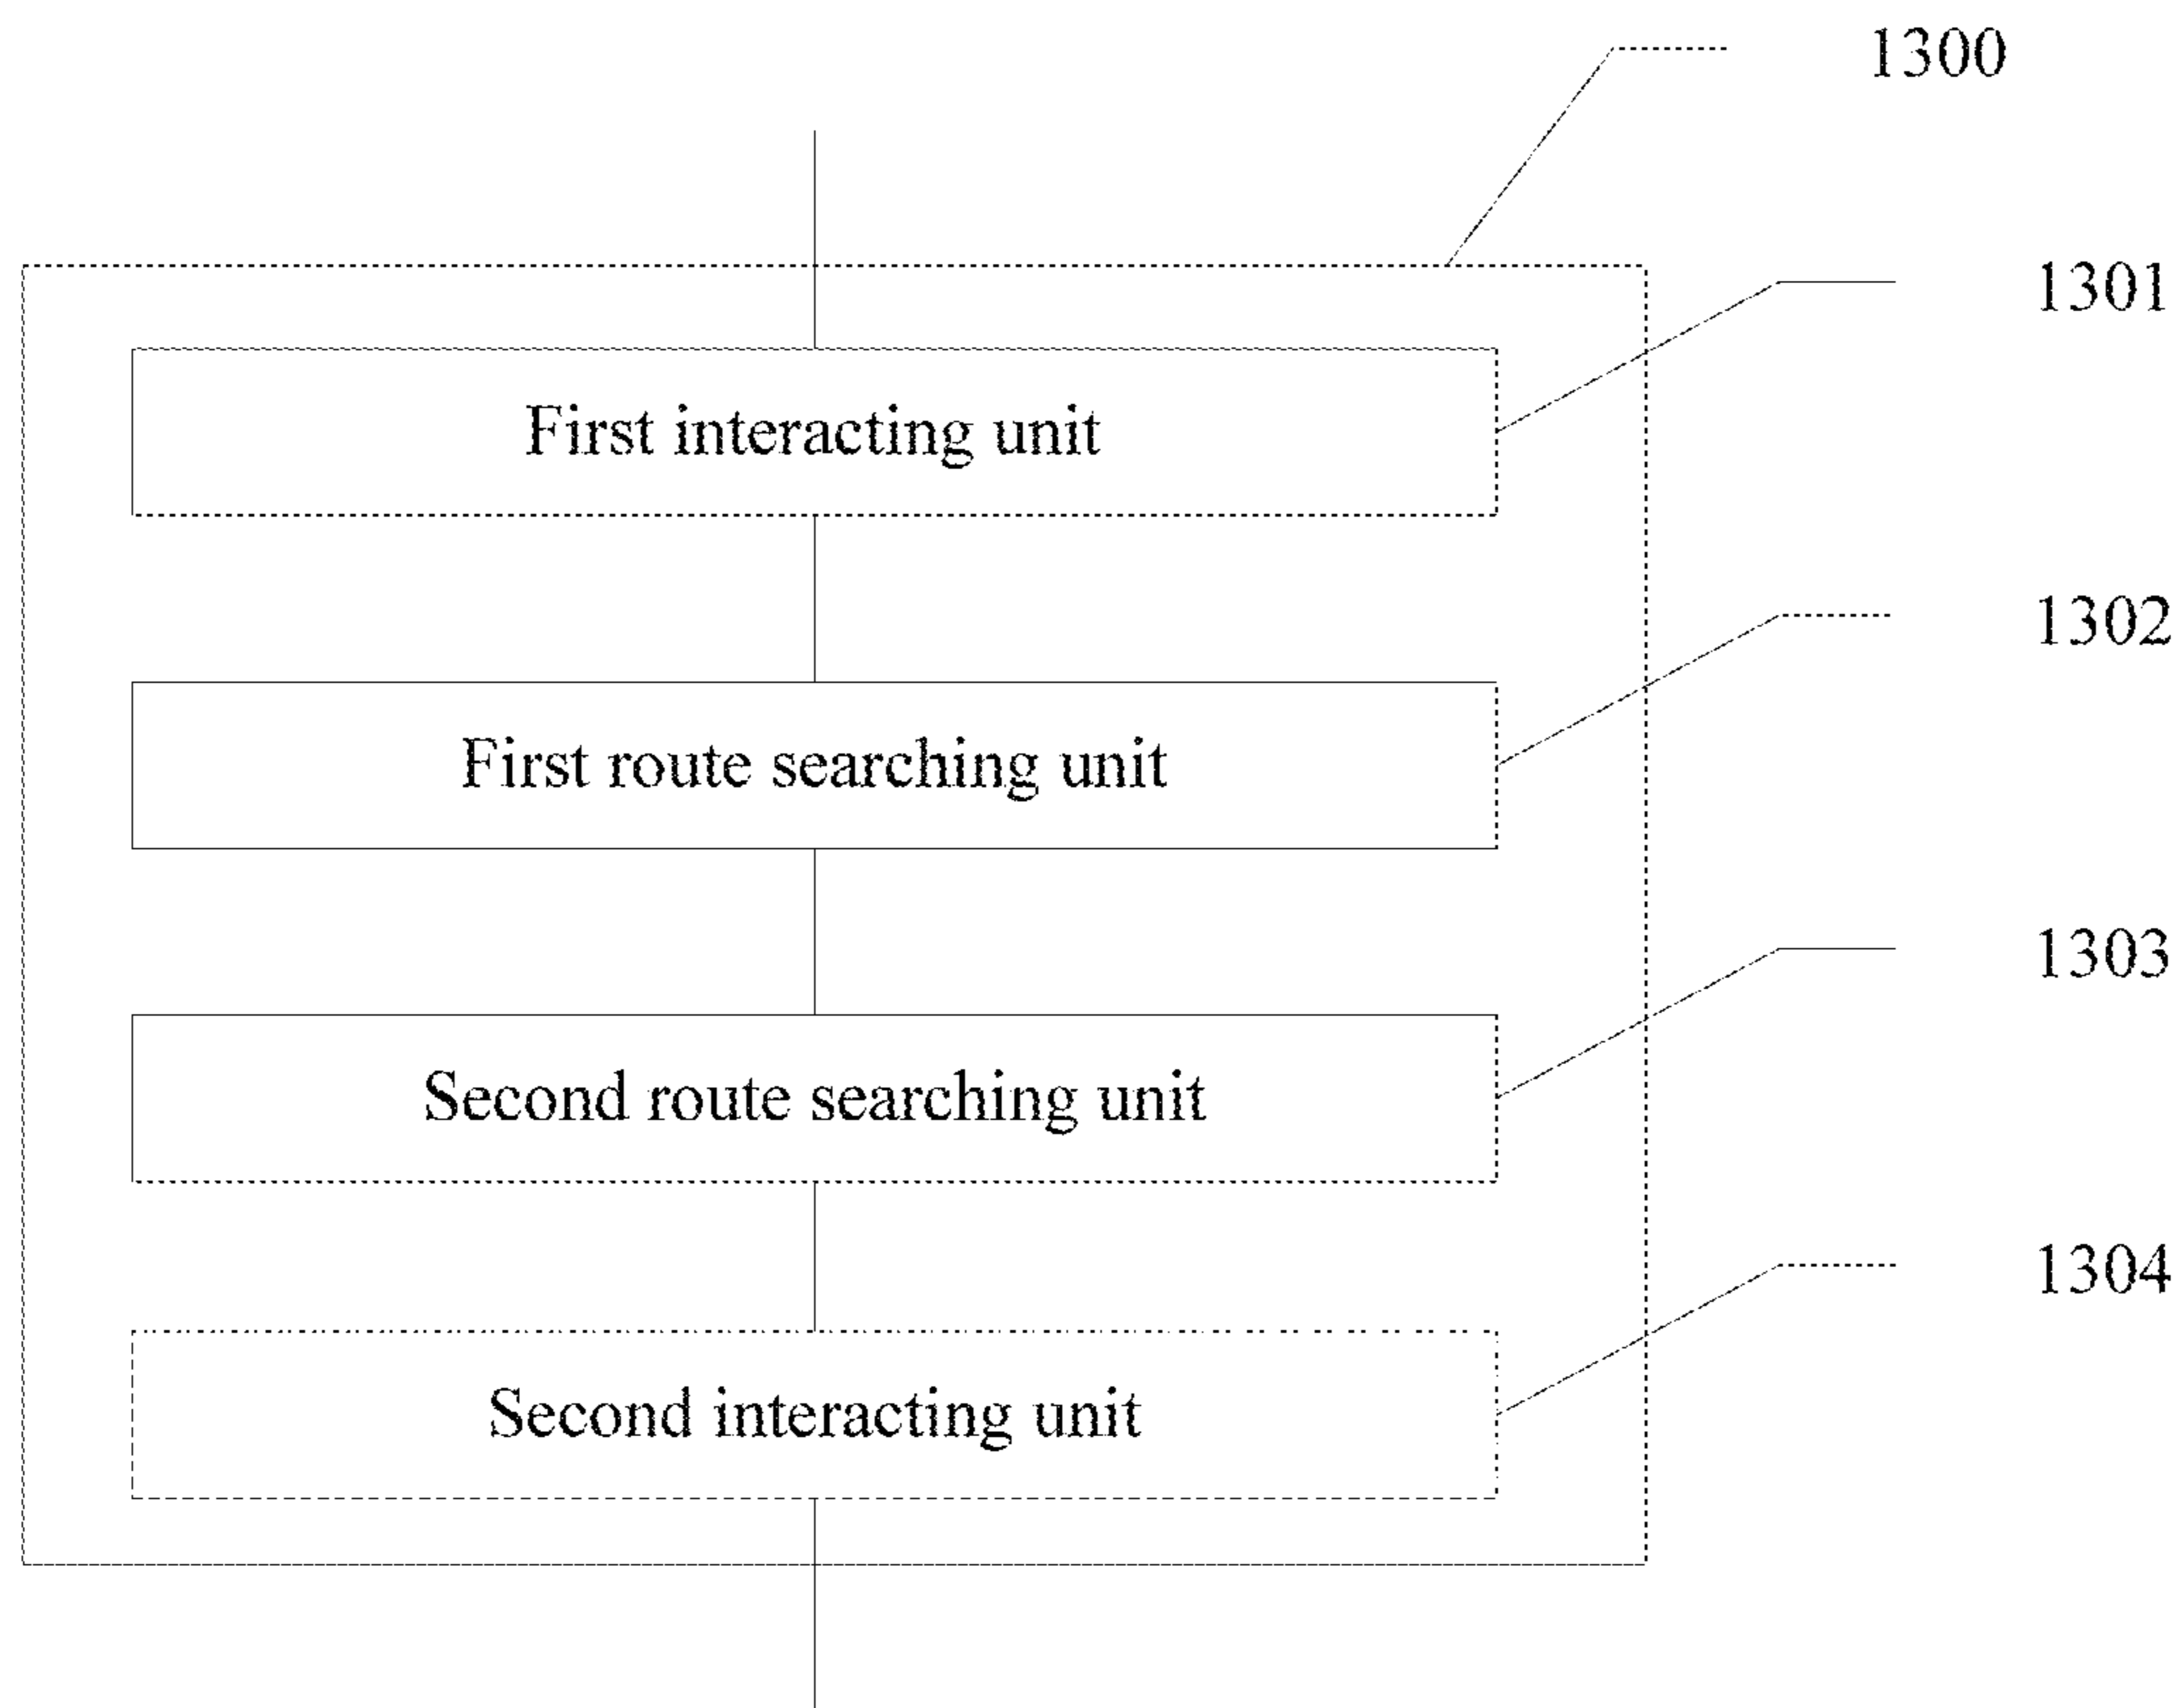 1300
1301
First interacting unit
1302
First route searching unit
1303
Second route searching unit
1304
Second interacting unit